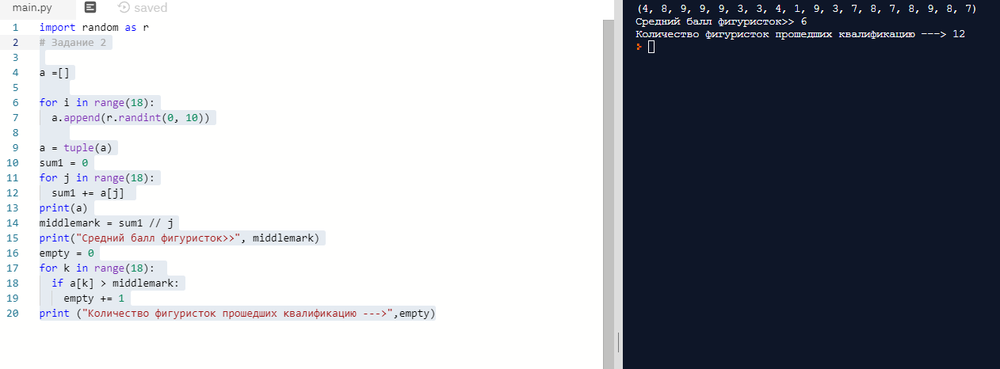 main.py saved
1 import random as r
2 # Задание 2
3
4 a =[]
5
6 for i in range(18):
7 a.append(r.randint(0, 10))
8
9 a = tuple(a)
10 sum1 = 0
11 for j in range(18):
12 sum1 += a[j]
13 print(a)
14 middlemark = sum1 // j
15 print("Средний балл фигуристок>>", middlemark)
16 empty = 0
17 for k in range(18):
18 if a[k] > middlemark:
19 empty += 1
20 print ("Количество фигуристок прошедших квалификацию --->",empty)
(4, 8, 9, 9, 9, 3, 3, 4, 1, 9, 3, 7, 8, 7, 8, 9, 8, 7)
Средний балл фигуристок>> 6
Количество фигуристок прошедших квалификацию ---> 12